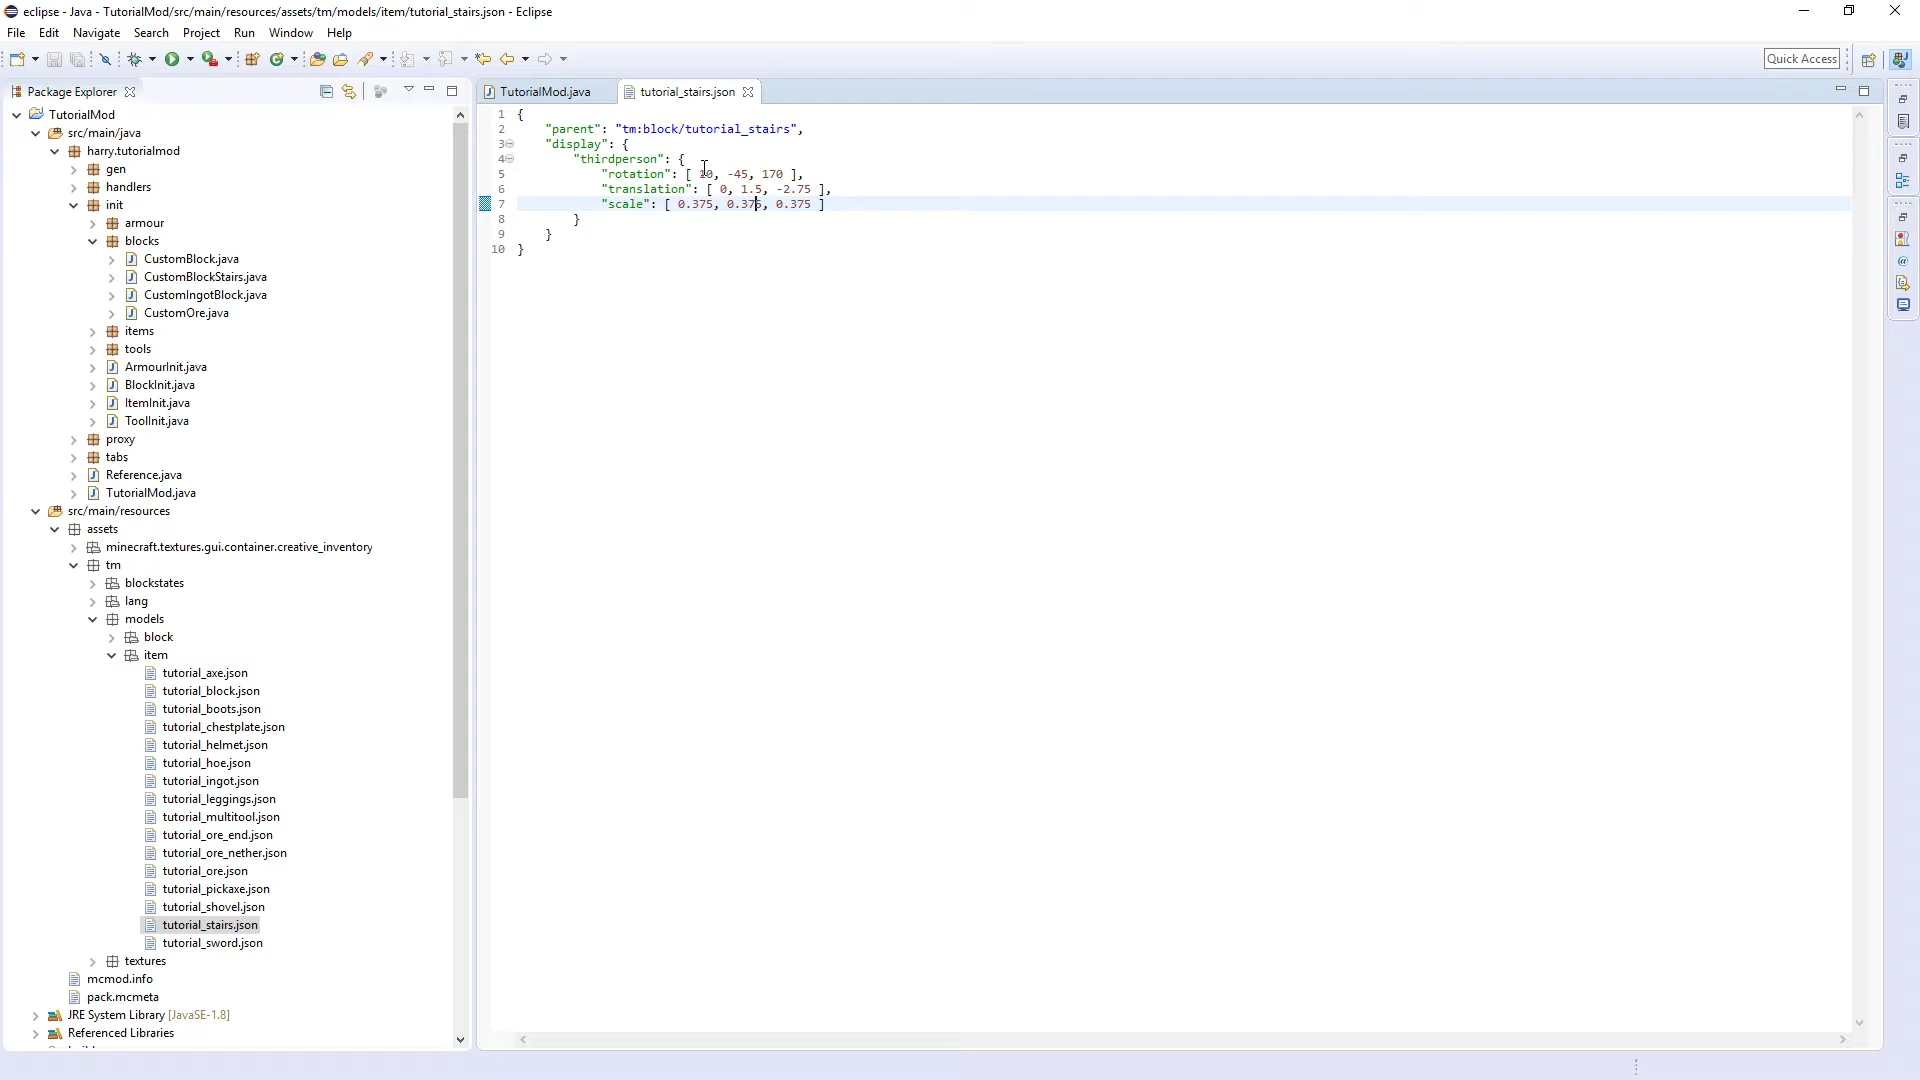 eclipse - Java - TutorialMod/src/main/resources/assets/tm/models/item/tutorial_stairs.json - Eclipse
File Edit Navigate Search Project Run Window Help
Quick Access
Package Explorer
TutorialMod.java
tutorial_stairs.json
TutorialMod
src/main/java
harry.tutorialmod
gen
handlers
init
armour
blocks
CustomBlock.java
CustomBlockStairs.java
CustomIngotBlock.java
CustomOre.java
items
tools
ArmourInit.java
BlockInit.java
ItemInit.java
ToolInit.java
proxy
tabs
Reference.java
TutorialMod.java
src/main/resources
assets
minecraft.textures.gui.container.creative_inventory
tm
blockstates
lang
models
block
item
tutorial_axe.json
tutorial_block.json
tutorial_boots.json
tutorial_chestplate.json
tutorial_helmet.json
tutorial_hoe.json
tutorial_ingot.json
tutorial_leggings.json
tutorial_multitool.json
tutorial_ore_end.json
tutorial_ore_nether.json
tutorial_ore.json
tutorial_pickaxe.json
tutorial_shovel.json
tutorial_stairs.json
tutorial_sword.json
textures
mcmod.info
pack.mcmeta
JRE System Library [JavaSE-1.8]
Referenced Libraries
1 {
2 "parent": "tm:block/tutorial_stairs",
3 "display": {
4 "thirdperson": {
5 "rotation": [ 10, -45, 170 ],
6 "translation": [ 0, 1.5, -2.75 ],
7 "scale": [ 0.375, 0.375, 0.375 ]
8 }
9 }
10 }